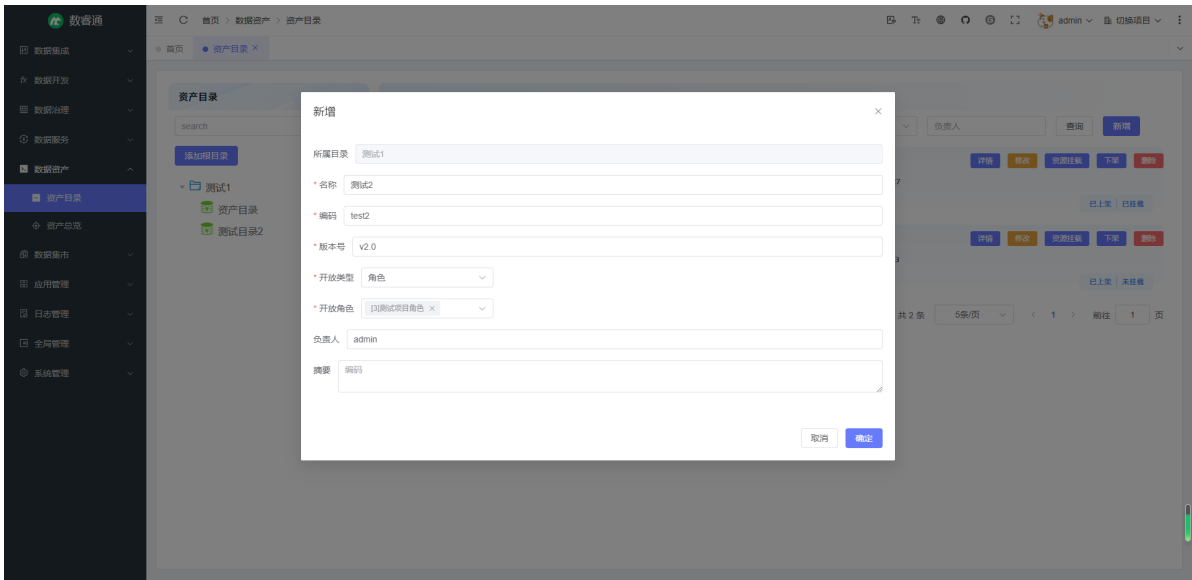 数睿通
首页 > 数据资产 > 资产目录
admin
切换项目
首页
资产目录 ×
数据集成
数据开发
数据治理
数据服务
数据资产
资产目录
资产总览
数据集市
应用管理
日志管理
全局管理
系统管理
资产目录
search
添加根目录
测试1
资产目录
测试目录2
负责人
查询
新增
详情 修改 资源挂载 下架 删除
7
已上架 已挂载
详情 修改 资源挂载 下架 删除
3
已上架 未挂载
共 2 条 5条/页 < 1 > 前往 1 页
新增 ×
所属目录 测试1
* 名称 测试2
* 编码 test2
* 版本号 v2.0
* 开放类型 角色
* 开放角色 [3]测试项目角色 ×
负责人 admin
摘要 编码
取消 确定